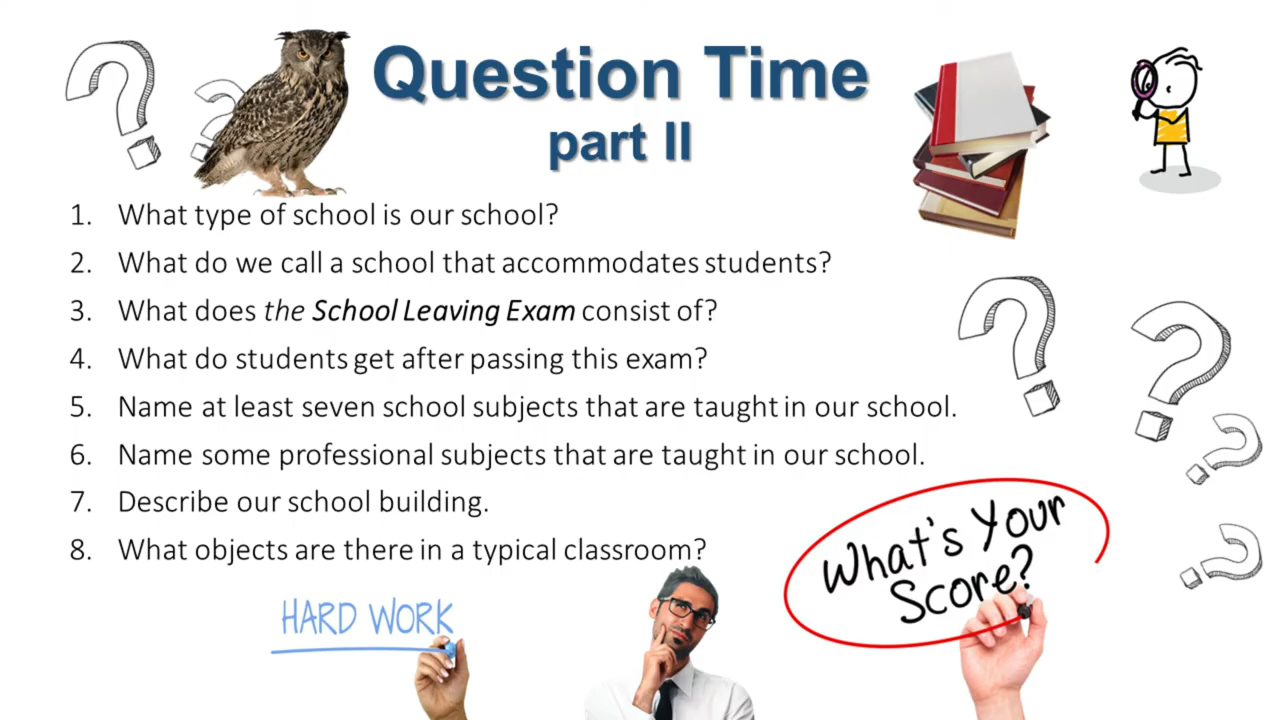 Question Time
part II
1. What type of school is our school?
2. What do we call a school that accommodates students?
3. What does the School Leaving Exam consist of?
4. What do students get after passing this exam?
5. Name at least seven school subjects that are taught in our school.
6. Name some professional subjects that are taught in our school.
7. Describe our school building.
8. What objects are there in a typical classroom?
What's Your
Score?
HARD WORK